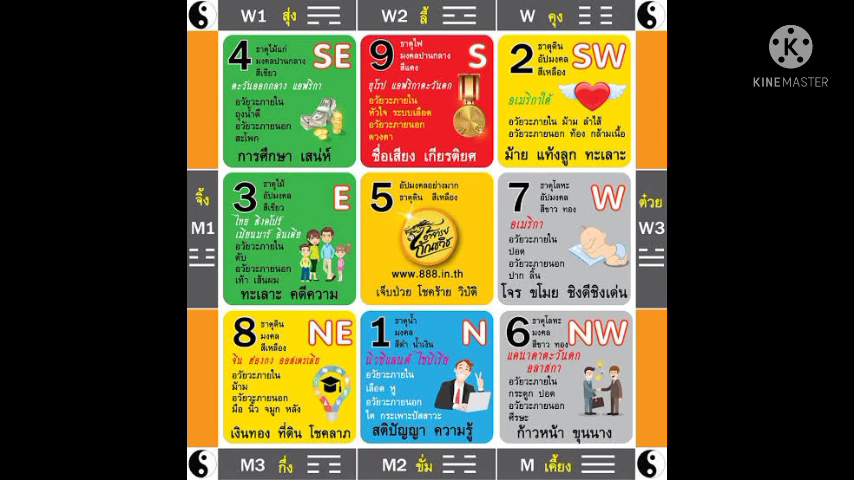 W1 สุ่ง
W2 ลี้
W คุง
KINEMASTER
4 SE
ธาตุไม้แก่
มงคลปานกลาง
สีเขียว
ตะวันออกกลาง แอฟริกา
อวัยวะภายใน
ถุงน้ำดี
อวัยวะภายนอก
สะโพก
การศึกษา เสน่ห์
9 S
ธาตุไฟ
มงคลปานกลาง
สีแดง
ยุโรป แอฟริกาตะวันตก
อวัยวะภายใน
หัวใจ ระบบเลือด
อวัยวะภายนอก
ดวงตา
ชื่อเสียง เกียรติยศ
2 SW
ธาตุดิน
อัปมงคล
สีเหลือง
อเมริกาใต้
อวัยวะภายใน ม้าม ลำไส้
อวัยวะภายนอก ท้อง กล้ามเนื้อ
ม้าย แท้งลูก ทะเลาะ
จิ้ง
M1
3 E
ธาตุไม้
อัปมงคล
สีเขียว
ไทย สิงคโปร์
เมียนมาร์ อินเดีย
อวัยวะภายใน
ตับ
อวัยวะภายนอก
เท้า เส้นผม
ทะเลาะ คดีความ
5
อัปมงคลอย่างมาก
ธาตุดิน สีเหลือง
www.888.in.th
เจ็บป่วย โชคร้าย วิบัติ
7 W
ธาตุโลหะ
อัปมงคล
สีขาว ทอง
อเมริกา
อวัยวะภายใน
ปอด
อวัยวะภายนอก
ปาก ลิ้น
โจร ขโมย ชิงดีชิงเด่น
ต๋วย
W3
8 NE
ธาตุดิน
มงคล
สีเหลือง
จีน ฮ่องกง ออสเตรเลีย
อวัยวะภายใน
ม้าม
อวัยวะภายนอก
มือ นิ้ว จมูก หลัง
เงินทอง ที่ดิน โชคลาภ
1 N
ธาตุน้ำ
มงคล
สีดำ น้ำเงิน
นิวซีแลนด์ ไซบีเรีย
อวัยวะภายใน
เลือด หู
อวัยวะภายนอก
ไต กระเพาะปัสสาวะ
สติปัญญา ความรู้
6 NW
ธาตุโลหะ
มงคล
สีขาว ทอง
แคนาดาตะวันตก
อลาสก้า
อวัยวะภายใน
กระดูก ปอด
อวัยวะภายนอก
ศีรษะ
ก้าวหน้า ขุนนาง
M3 กึ่ง
M2 ขั่ม
M เคี้ยง